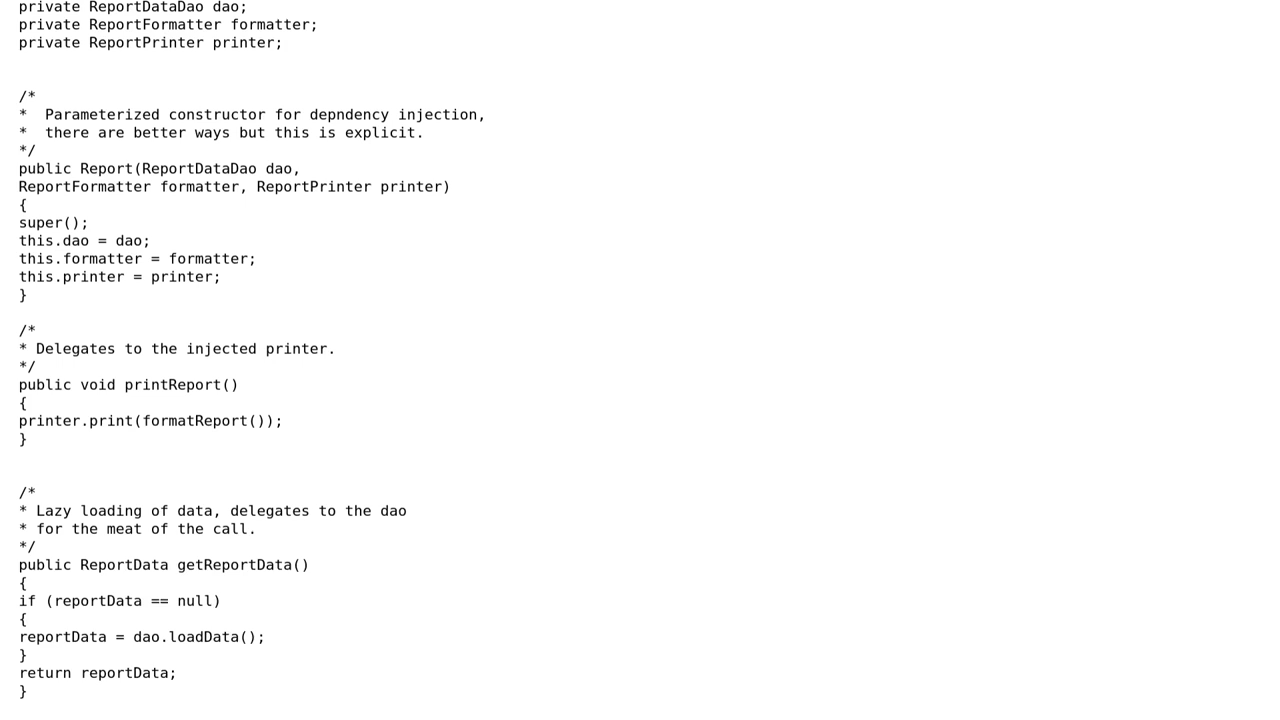 private ReportDataDao dao;
private ReportFormatter formatter;
private ReportPrinter printer;
/*
*  Parameterized constructor for depndency injection,
*  there are better ways but this is explicit.
*/
public Report(ReportDataDao dao,
ReportFormatter formatter, ReportPrinter printer)
{
super();
this.dao = dao;
this.formatter = formatter;
this.printer = printer;
}
/*
* Delegates to the injected printer.
*/
public void printReport()
{
printer.print(formatReport());
}
/*
* Lazy loading of data, delegates to the dao
* for the meat of the call.
*/
public ReportData getReportData()
{
if (reportData == null)
{
reportData = dao.loadData();
}
return reportData;
}